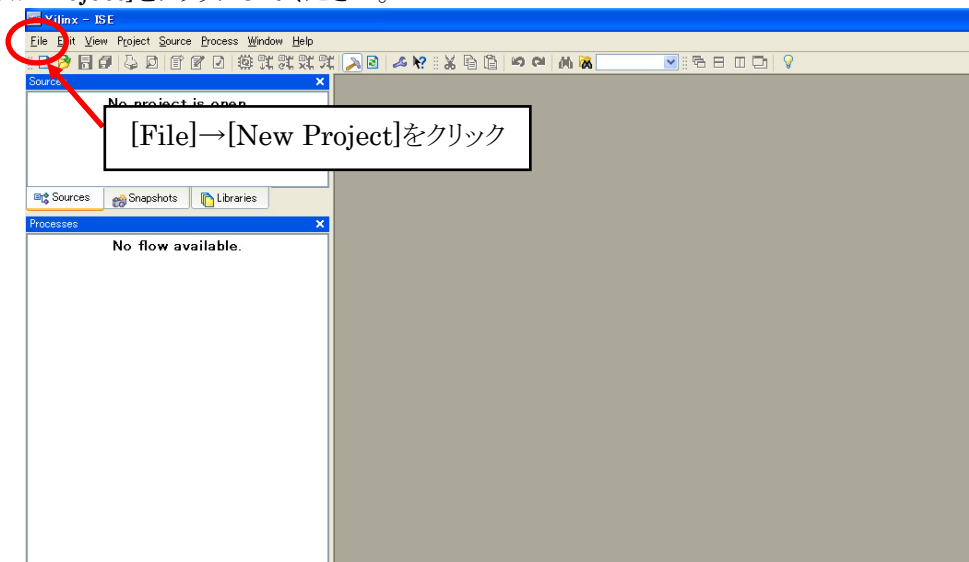 Xilinx - ISE
File Edit View Project Source Process Window Help
Sources
No project is open
[File]→[New Project]をクリック
Sources Snapshots Libraries
Processes
No flow available.